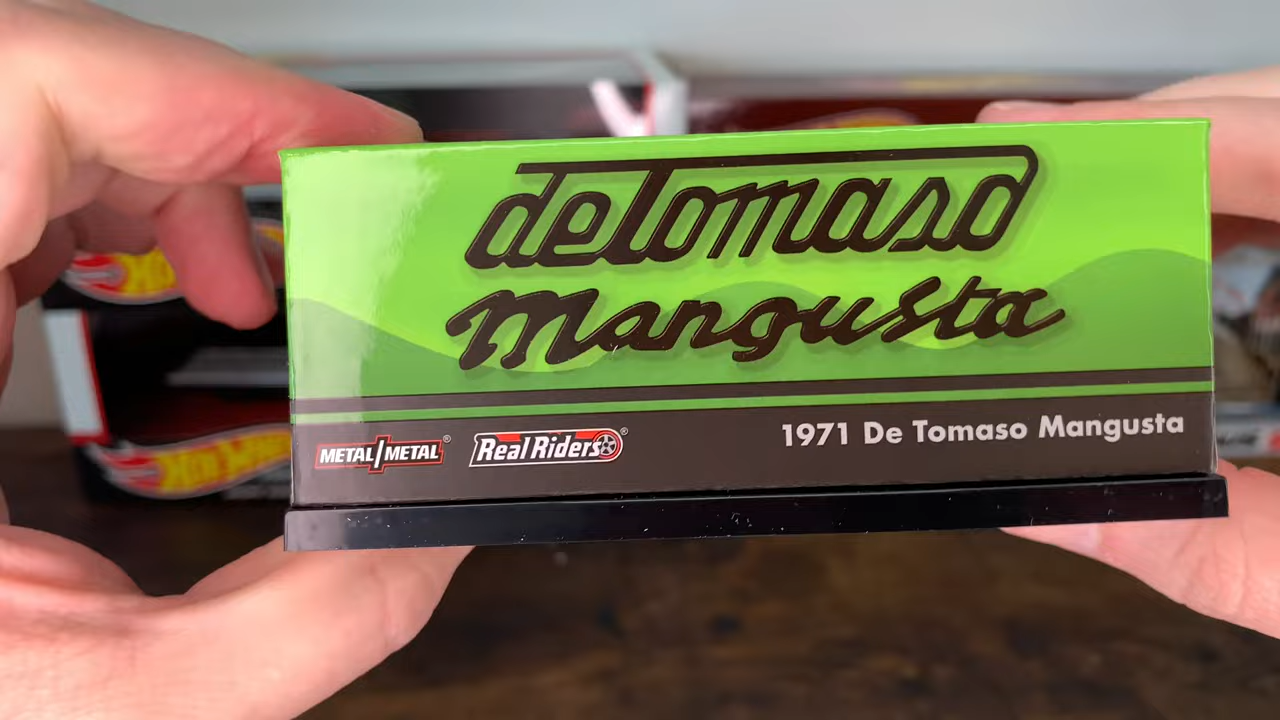 deTomaso
Mangusta
METAL/METAL®
Real Riders®
1971 De Tomaso Mangusta